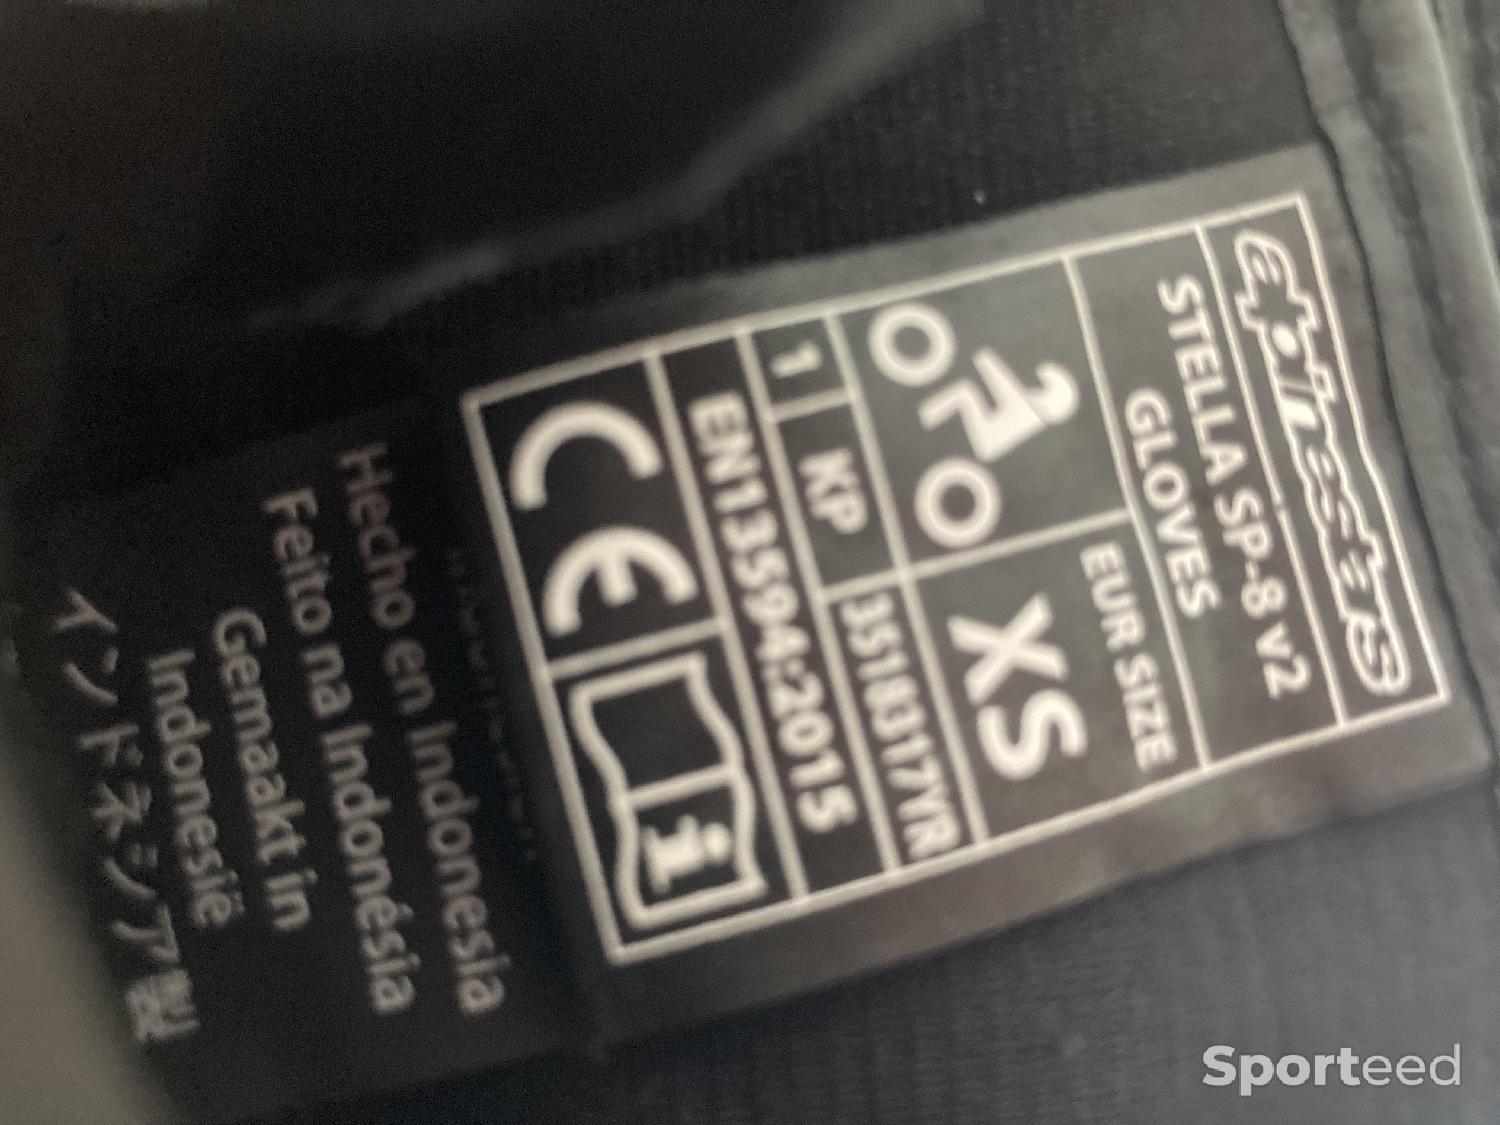 alpinestars
STELLA SP-8 v2
GLOVES
EUR SIZE
XS
1 KP 3518317YR
EN13594:2015
CE
i
Hecho en Indonesia
Feito na Indonésia
Gemaakt in
Indonesië
インドネシア製
Sporteed